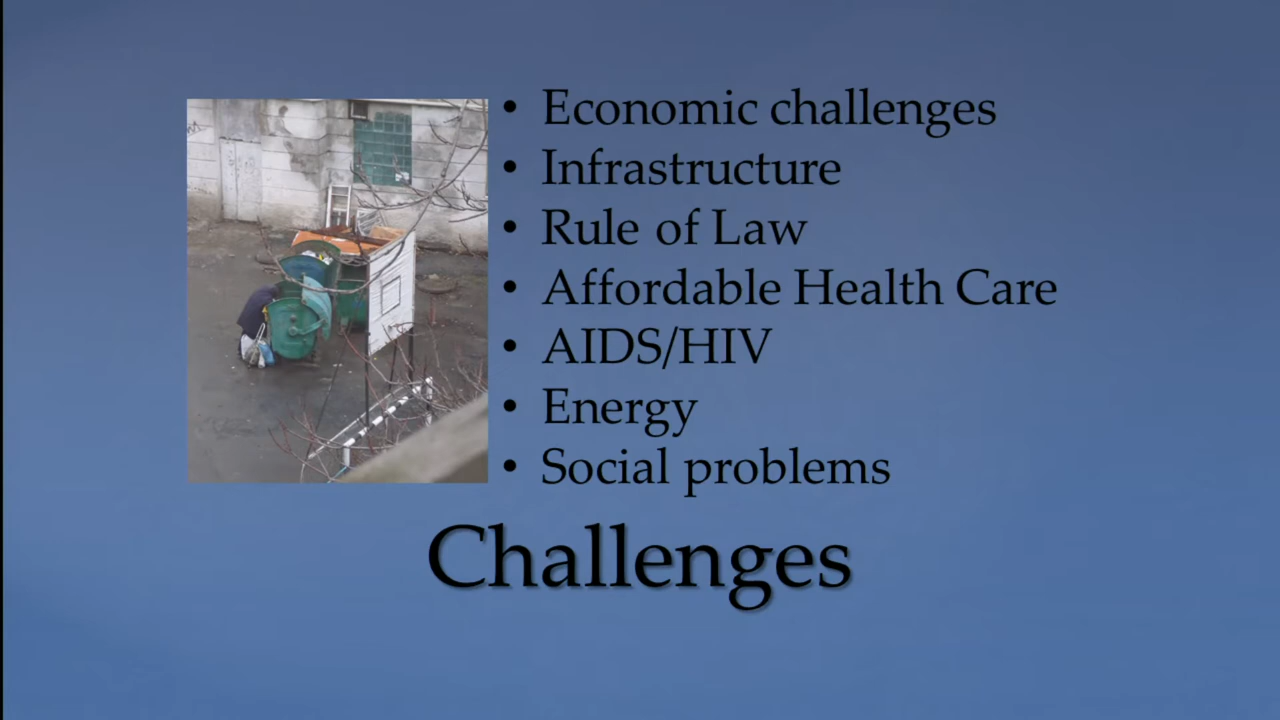 • Economic challenges
• Infrastructure
• Rule of Law
• Affordable Health Care
• AIDS/HIV
• Energy
• Social problems
Challenges